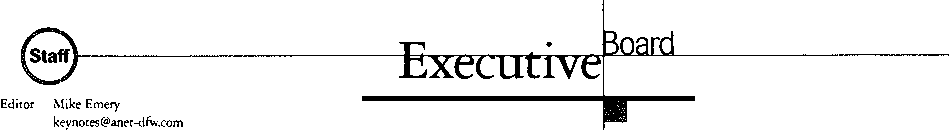 Staff
Executive Board
Editor Mike Emery
keynotes@anet-dfw.com